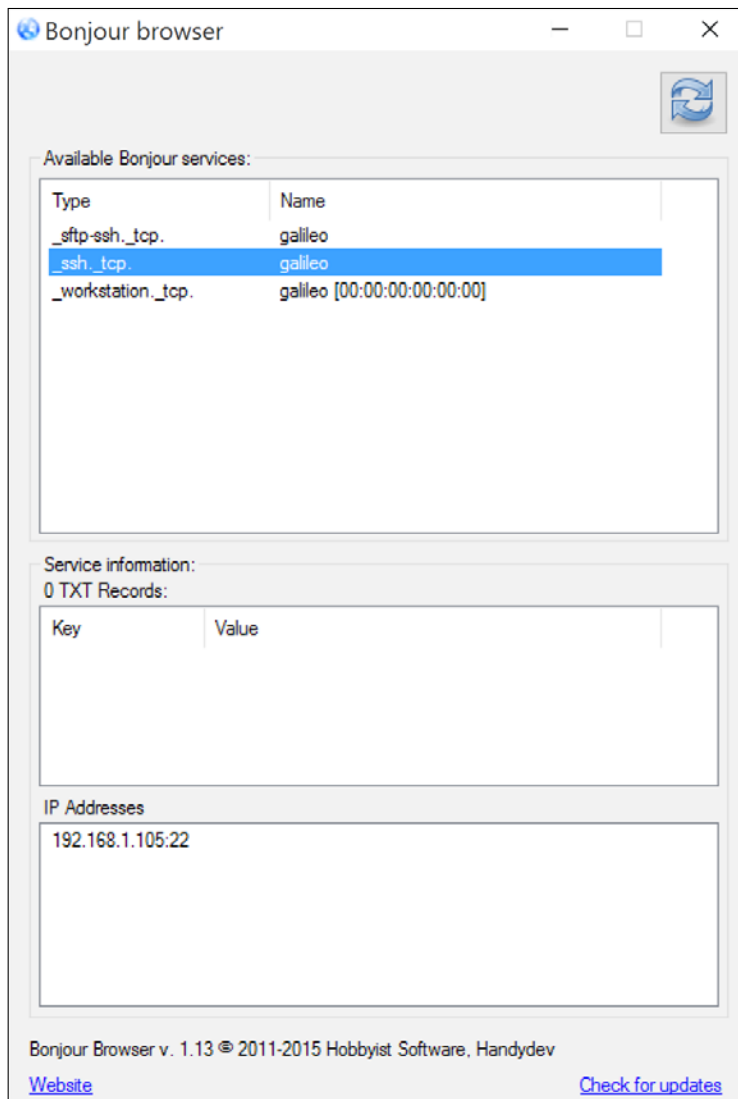 Bonjour browser
Available Bonjour services:
Type Name
_sftp-ssh._tcp. galileo
_ssh._tcp. galileo
_workstation._tcp. galileo [00:00:00:00:00:00]
Service information:
0 TXT Records:
Key Value
IP Addresses
192.168.1.105:22
Bonjour Browser v. 1.13 © 2011-2015 Hobbyist Software, Handydev
Website Check for updates